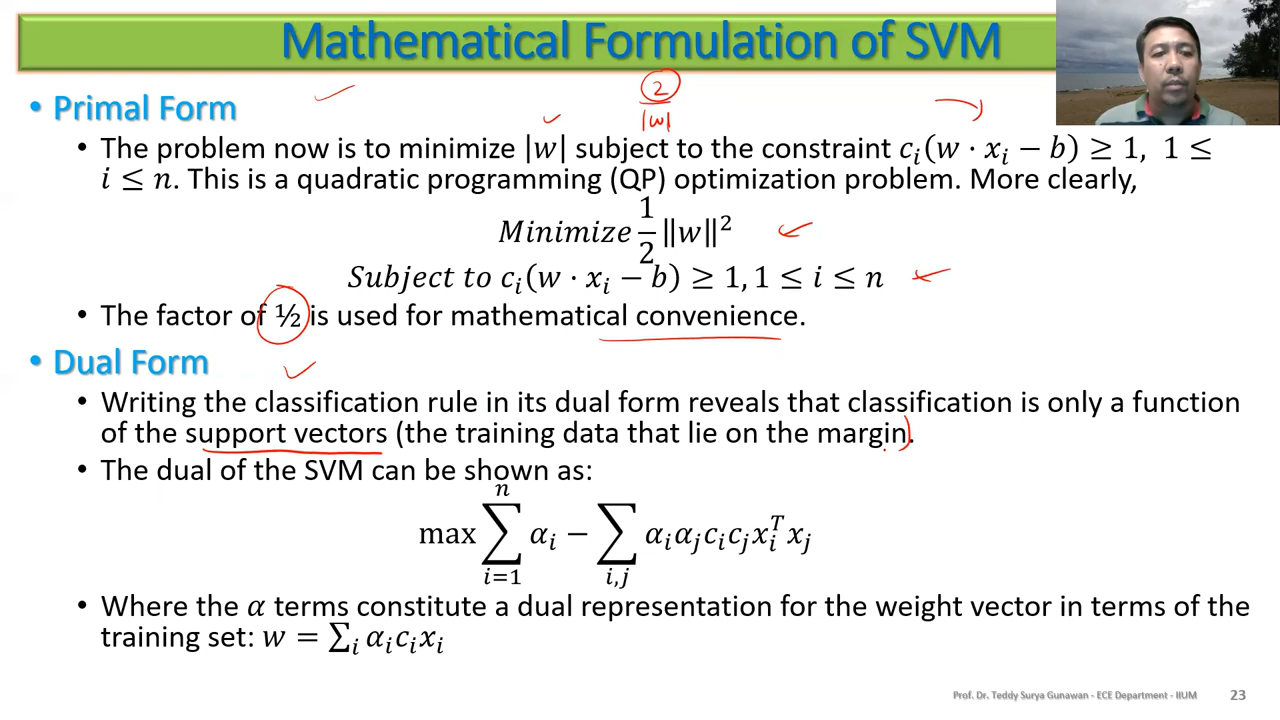 Mathematical Formulation of SVM
• Primal Form
2
|w|
• The problem now is to minimize |w| subject to the constraint cᵢ(w · xᵢ − b) ≥ 1, 1 ≤
i ≤ n. This is a quadratic programming (QP) optimization problem. More clearly,
Minimize 1/2 ‖w‖²
Subject to cᵢ(w · xᵢ − b) ≥ 1, 1 ≤ i ≤ n
• The factor of ½ is used for mathematical convenience.
• Dual Form
• Writing the classification rule in its dual form reveals that classification is only a function
of the support vectors (the training data that lie on the margin).
• The dual of the SVM can be shown as:
max ∑ᵢ₌₁ⁿ αᵢ − ∑ᵢ,ⱼ αᵢαⱼcᵢcⱼxᵢᵀxⱼ
• Where the α terms constitute a dual representation for the weight vector in terms of the
training set: w = ∑ᵢ αᵢcᵢxᵢ
Prof. Dr. Teddy Surya Gunawan - ECE Department - IIUM 23